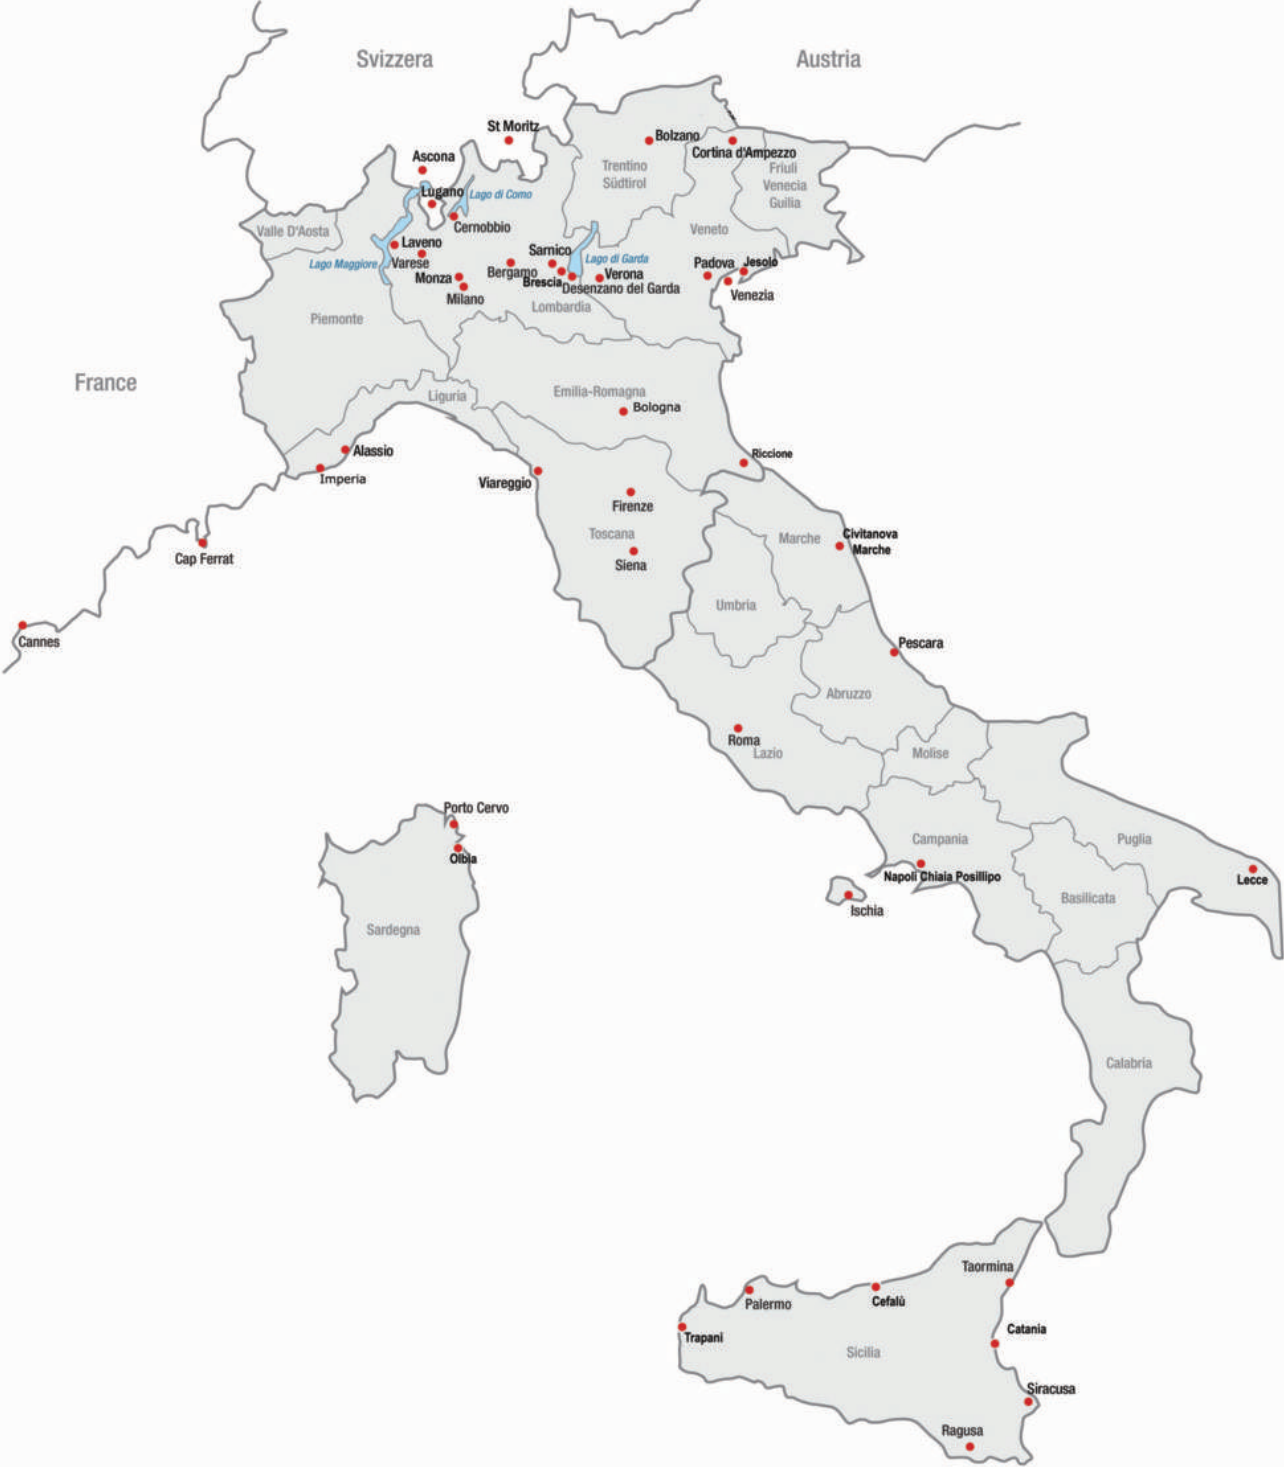 Svizzera
Austria
St Moritz
Bolzano
Ascona
Cortina d'Ampezzo
Trentino
Südtirol
Friuli
Venecia
Guilia
Lugano
Lago di Como
Cernobbio
Valle D'Aosta
Veneto
Laveno
Sarnico
Lago di Garda
Padova
Jesolo
Lago Maggiore
Varese
Bergamo
Verona
Monza
Brescia
Desenzano del Garda
Venezia
Milano
Lombardia
Piemonte
France
Emilia-Romagna
Liguria
Bologna
Alassio
Riccione
Imperia
Viareggio
Firenze
Toscana
Marche
Civitanova
Marche
Cap Ferrat
Siena
Umbria
Cannes
Pescara
Abruzzo
Roma
Lazio
Molise
Porto Cervo
Campania
Puglia
Olbia
Napoli Chiaia Posillipo
Lecce
Basilicata
Ischia
Sardegna
Calabria
Taormina
Palermo
Cefalù
Trapani
Catania
Sicilia
Siracusa
Ragusa